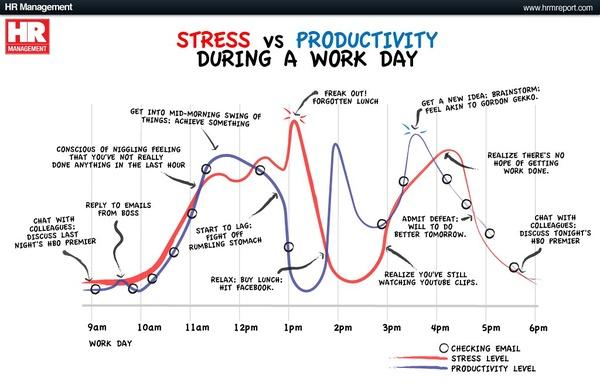 HR Management
www.hrmreport.com
HR
MANAGEMENT
STRESS vs PRODUCTIVITY
DURING A WORK DAY
FREAK OUT!
FORGOTTEN LUNCH
GET A NEW IDEA; BRAINSTORM;
FEEL AKIN TO GORDON GEKKO.
GET INTO MID-MORNING SWING OF
THINGS; ACHIEVE SOMETHING
CONSCIOUS OF NIGGLING FEELING
THAT YOU'VE NOT REALLY
DONE ANYTHING IN THE LAST HOUR
REALIZE THERE'S NO
HOPE OF GETTING
WORK DONE.
REPLY TO EMAILS
FROM BOSS
CHAT WITH
COLLEAGUES;
DISCUSS LAST
NIGHT'S HBO PREMIER
START TO LAG;
FIGHT OFF
RUMBLING STOMACH
ADMIT DEFEAT;
WILL TO DO
BETTER TOMORROW.
CHAT WITH
COLLEAGUES;
DISCUSS TONIGHT'S
HBO PREMIER
RELAX; BUY LUNCH;
HIT FACEBOOK.
REALIZE YOU'VE STILL
WATCHING YOUTUBE CLIPS.
9am 10am 11am 12pm 1pm 2pm 3pm 4pm 5pm 6pm
WORK DAY
CHECKING EMAIL
STRESS LEVEL
PRODUCTIVITY LEVEL